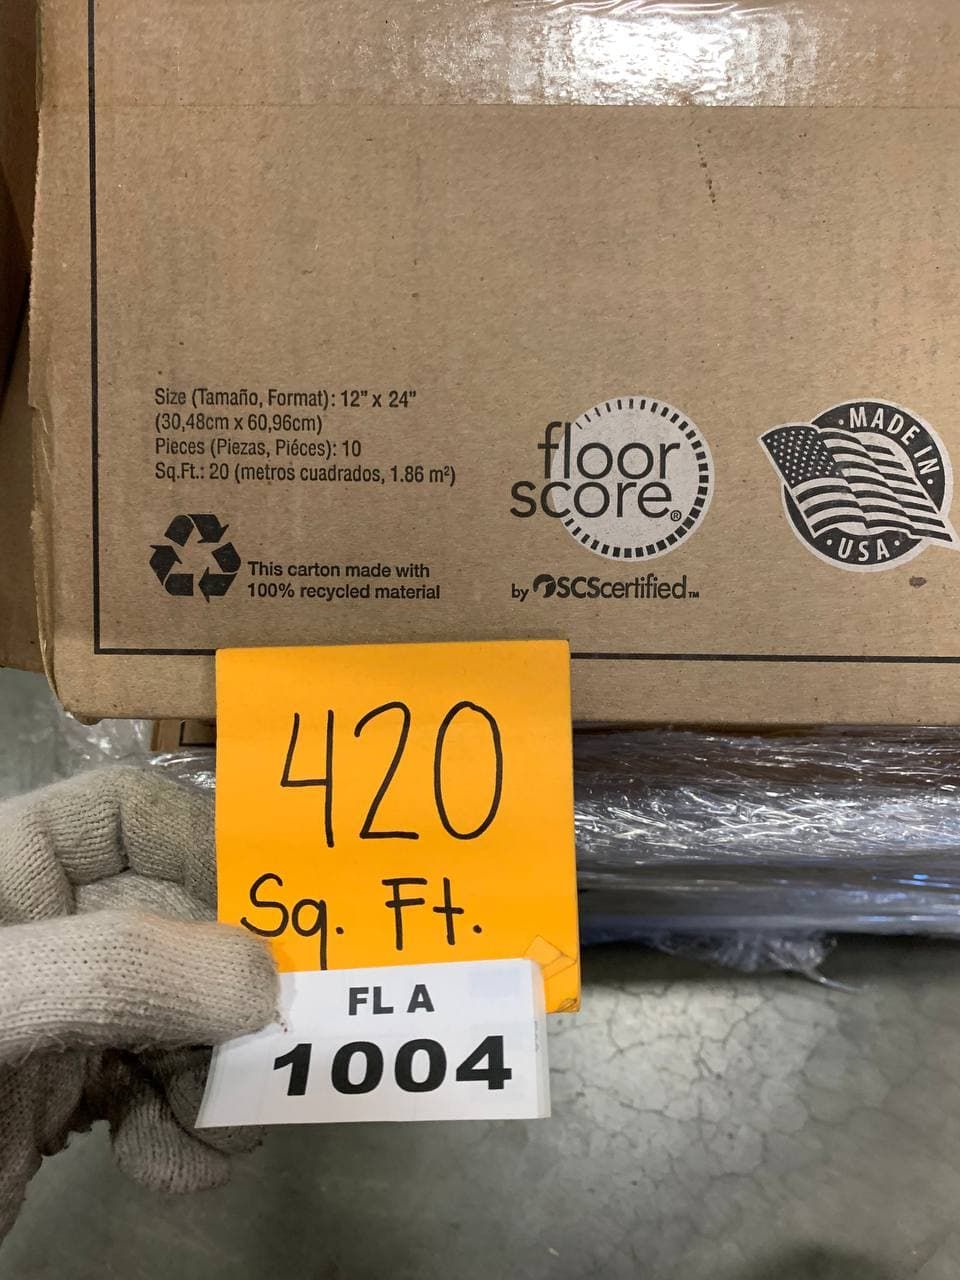 Size (Tamaño, Format): 12" x 24"
(30,48cm x 60,96cm)
Pieces (Piezas, Piéces): 10
Sq.Ft.: 20 (metros cuadrados, 1.86 m²)
This carton made with
100% recycled material
floor
score®
by SCScertified™
·MADE IN·
·USA·
420
Sq. Ft.
FL A
1004